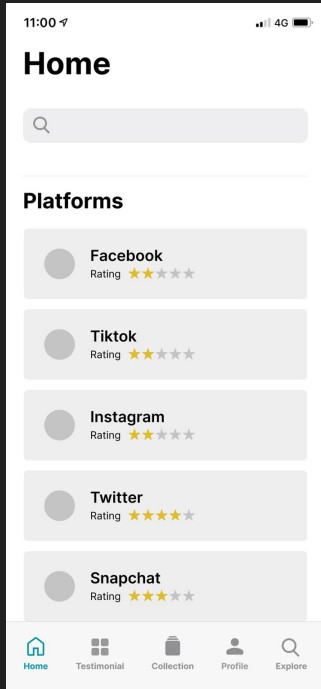 11:00
4G
Home
Platforms
Facebook
Rating
Tiktok
Rating
Instagram
Rating
Twitter
Rating
Snapchat
Rating
Home Testimonial Collection Profile Explore